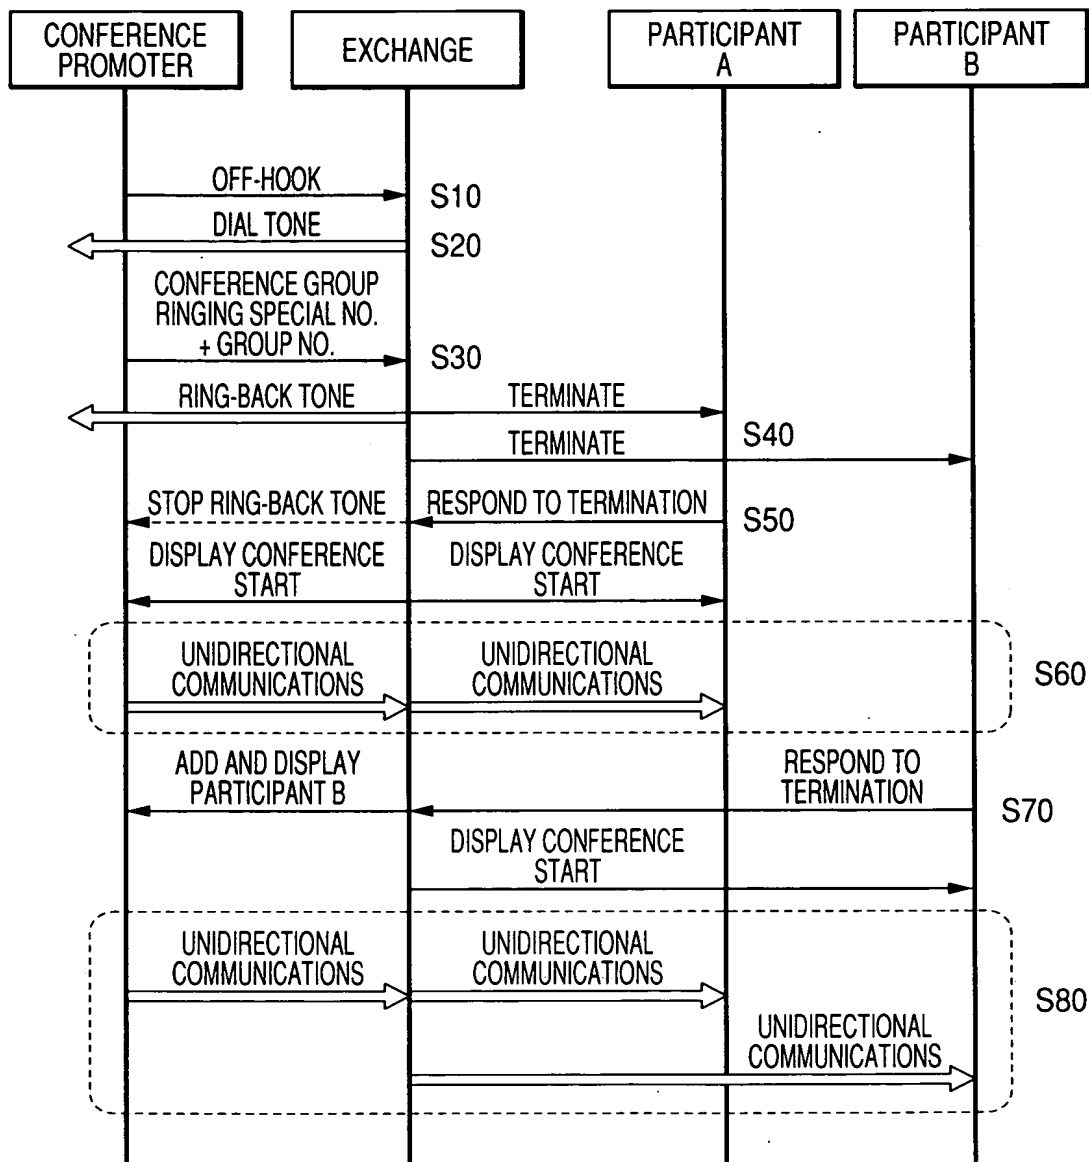 CONFERENCE
PROMOTER
EXCHANGE
PARTICIPANT
A
PARTICIPANT
B
OFF-HOOK
S10
DIAL TONE
S20
CONFERENCE GROUP
RINGING SPECIAL NO.
+ GROUP NO.
S30
RING-BACK TONE
TERMINATE
TERMINATE
S40
STOP RING-BACK TONE
RESPOND TO TERMINATION
S50
DISPLAY CONFERENCE
START
DISPLAY CONFERENCE
START
UNIDIRECTIONAL
COMMUNICATIONS
UNIDIRECTIONAL
COMMUNICATIONS
S60
ADD AND DISPLAY
PARTICIPANT B
RESPOND TO
TERMINATION
S70
DISPLAY CONFERENCE
START
UNIDIRECTIONAL
COMMUNICATIONS
UNIDIRECTIONAL
COMMUNICATIONS
S80
UNIDIRECTIONAL
COMMUNICATIONS